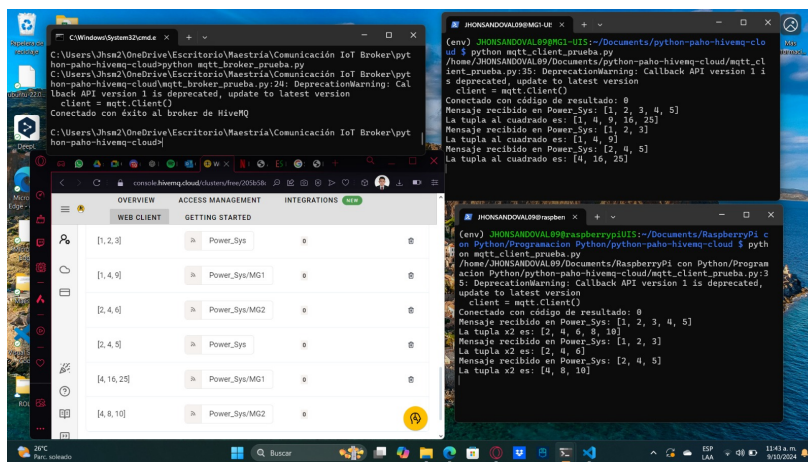 C:\Windows\System32\cmd.e
C:\Users\Jhsm2\OneDrive\Escritorio\Maestría\Comunicación IoT Broker\pyt
hon-paho-hivemq-cloud>python mqtt_broker_prueba.py
C:\Users\Jhsm2\OneDrive\Escritorio\Maestría\Comunicación IoT Broker\pyt
hon-paho-hivemq-cloud\mqtt_broker_prueba.py:24: DeprecationWarning: Cal
lback API version 1 is deprecated, update to latest version
client = mqtt.Client()
Conectado con éxito al broker de HiveMQ
C:\Users\Jhsm2\OneDrive\Escritorio\Maestría\Comunicación IoT Broker\pyt
hon-paho-hivemq-cloud>
console.hivemq.cloud/clusters/free/205b58c
OVERVIEW
ACCESS MANAGEMENT
INTEGRATIONS NEW
WEB CLIENT
GETTING STARTED
[1, 2, 3] Power_Sys 0
[1, 4, 9] Power_Sys/MG1 0
[2, 4, 6] Power_Sys/MG2 0
[2, 4, 5] Power_Sys 0
[4, 16, 25] Power_Sys/MG1 0
[4, 8, 10] Power_Sys/MG2 0
JHONSANDOVAL09@MG1-UIS
(env) JHONSANDOVAL09@MG1-UIS:~/Documents/python-paho-hivemq-clo
ud $ python mqtt_client_prueba.py
/home/JHONSANDOVAL09/Documents/python-paho-hivemq-cloud/mqtt_cl
ient_prueba.py:35: DeprecationWarning: Callback API version 1 i
s deprecated, update to latest version
client = mqtt.Client()
Conectado con código de resultado: 0
Mensaje recibido en Power_Sys: [1, 2, 3, 4, 5]
La tupla al cuadrado es: [1, 4, 9, 16, 25]
Mensaje recibido en Power_Sys: [1, 2, 3]
La tupla al cuadrado es: [1, 4, 9]
Mensaje recibido en Power_Sys: [2, 4, 5]
La tupla al cuadrado es: [4, 16, 25]
JHONSANDOVAL09@raspberr
(env) JHONSANDOVAL09@raspberrypiUIS:~/Documents/RaspberryPi c
on Python/Programacion Python/python-paho-hivemq-cloud $ pyth
on mqtt_client_prueba.py
/home/JHONSANDOVAL09/Documents/RaspberryPi con Python/Program
acion Python/python-paho-hivemq-cloud/mqtt_client_prueba.py:3
5: DeprecationWarning: Callback API version 1 is deprecated,
update to latest version
client = mqtt.Client()
Conectado con código de resultado: 0
Mensaje recibido en Power_Sys: [1, 2, 3, 4, 5]
La tupla x2 es: [2, 4, 6, 8, 10]
Mensaje recibido en Power_Sys: [1, 2, 3]
La tupla x2 es: [2, 4, 6]
Mensaje recibido en Power_Sys: [2, 4, 5]
La tupla x2 es: [4, 8, 10]
26°C
Parc. soleado
Buscar
ESP
LAA
11:43 a. m.
9/10/2024